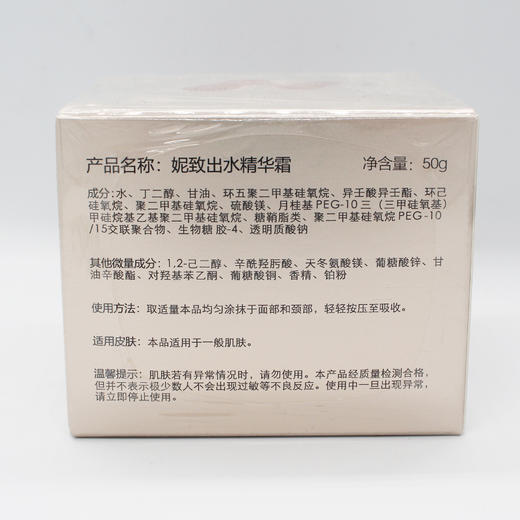 产品名称：妮致出水精华霜 净含量：50g
成分：水、丁二醇、甘油、环五聚二甲基硅氧烷、异壬酸异壬酯、环己
硅氧烷、聚二甲基硅氧烷、硫酸镁、月桂基PEG-10三（三甲硅氧基）
甲硅烷基乙基聚二甲基硅氧烷、糖鞘脂类、聚二甲基硅氧烷PEG-10
/15交联聚合物、生物糖胶-4、透明质酸钠
其他微量成分：1,2-己二醇、辛酰羟肟酸、天冬氨酸镁、葡糖酸锌、甘
油辛酸酯、对羟基苯乙酮、葡糖酸铜、香精、铂粉
使用方法：取适量本品均匀涂抹于面部和颈部，轻轻按压至吸收。
适用皮肤：本品适用于一般肌肤。
温馨提示：肌肤若有异常情况时，请勿使用。本产品经质量检测合格，
但并不表示极少数人不会出现过敏等不良反应。使用中一旦出现异常，
请立即停止使用。